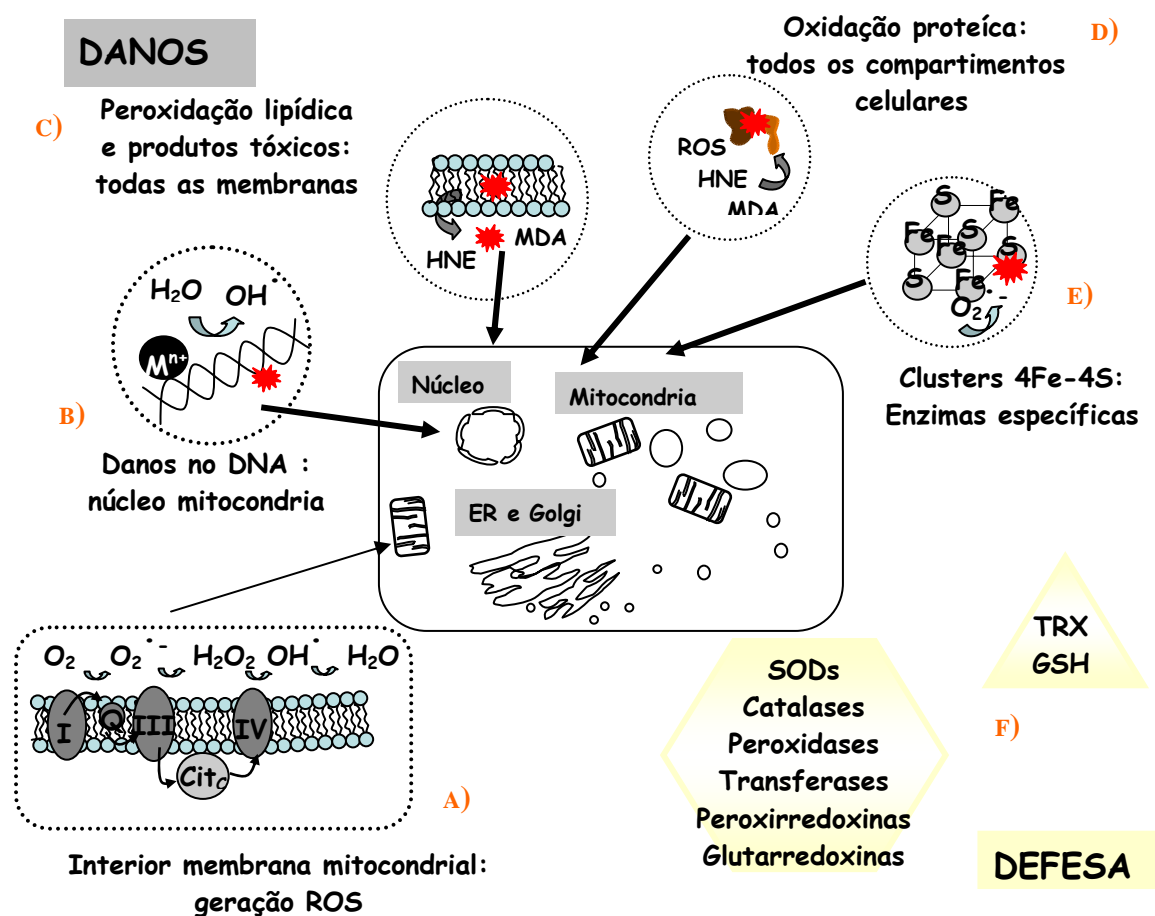 DANOS
C)
Peroxidação lipídica
e produtos tóxicos:
todas as membranas
HNE
MDA
Oxidação proteíca:
todos os compartimentos
celulares
D)
ROS
HNE
MDA
S
Fe
Fe
Fe
S
S
S
Fe
O2·-
E)
Clusters 4Fe-4S:
Enzimas específicas
H2O OH·
Mn+
B)
Danos no DNA :
núcleo mitocondria
Núcleo
Mitocondria
ER e Golgi
O2 O2·- H2O2 OH· H2O
I
Q
III
IV
Citc
A)
Interior membrana mitocondrial:
geração ROS
SODs
Catalases
Peroxidases
Transferases
Peroxirredoxinas
Glutarredoxinas
TRX
GSH
F)
DEFESA